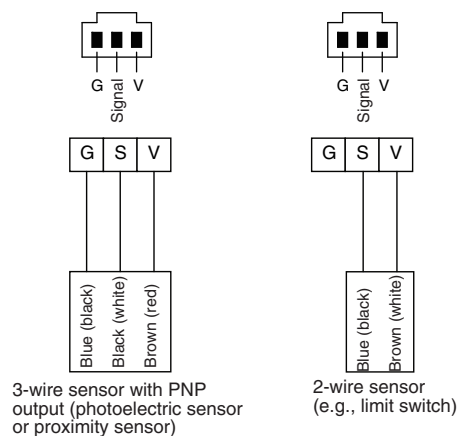 G
Signal
V
G
Signal
V
G S V
G S V
Blue (black)
Black (white)
Brown (red)
Blue (black)
Brown (white)
3-wire sensor with PNP
output (photoelectric sensor
or proximity sensor)
2-wire sensor
(e.g., limit switch)